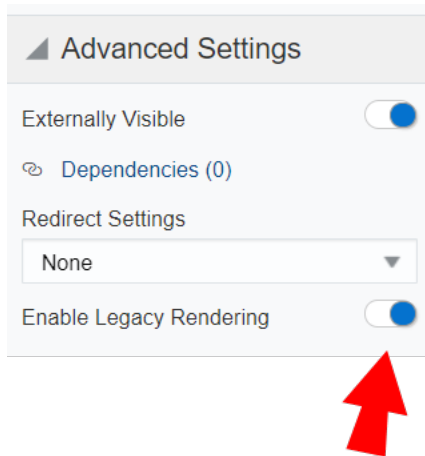 Advanced Settings
Externally Visible
Dependencies (0)
Redirect Settings
None
Enable Legacy Rendering